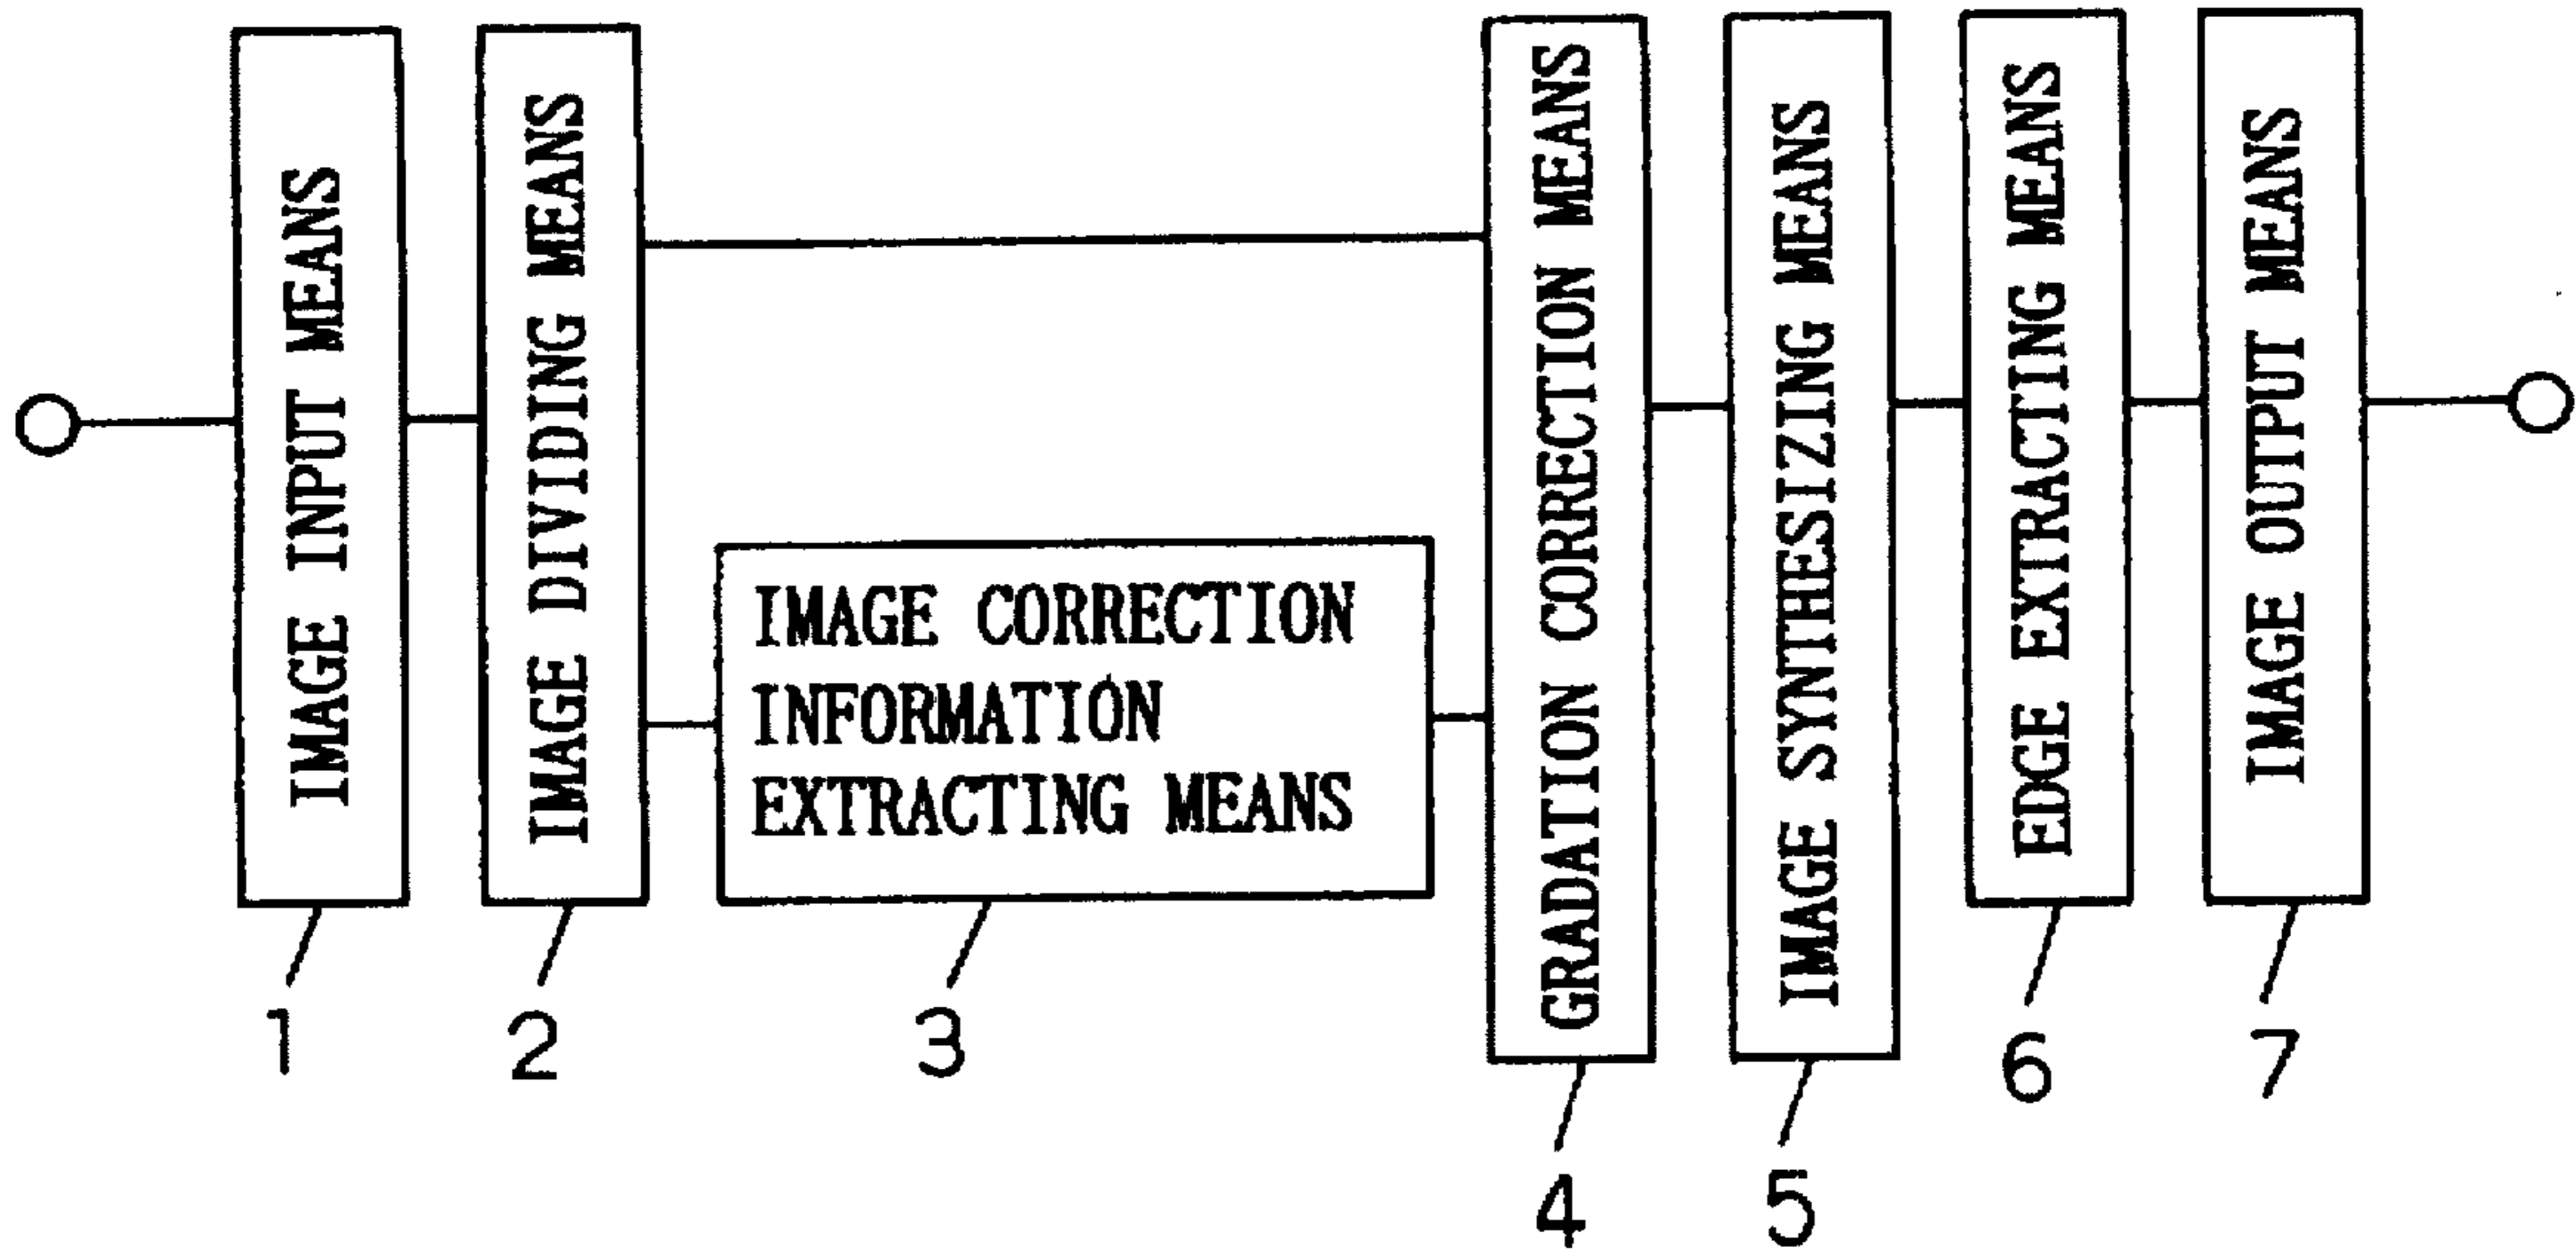 IMAGE INPUT MEANS
IMAGE DIVIDING MEANS
IMAGE CORRECTION
INFORMATION
EXTRACTING MEANS
GRADATION CORRECTION MEANS
IMAGE SYNTHESIZING MEANS
EDGE EXTRACTING MEANS
IMAGE OUTPUT MEANS
1
2
3
4
5
6
7